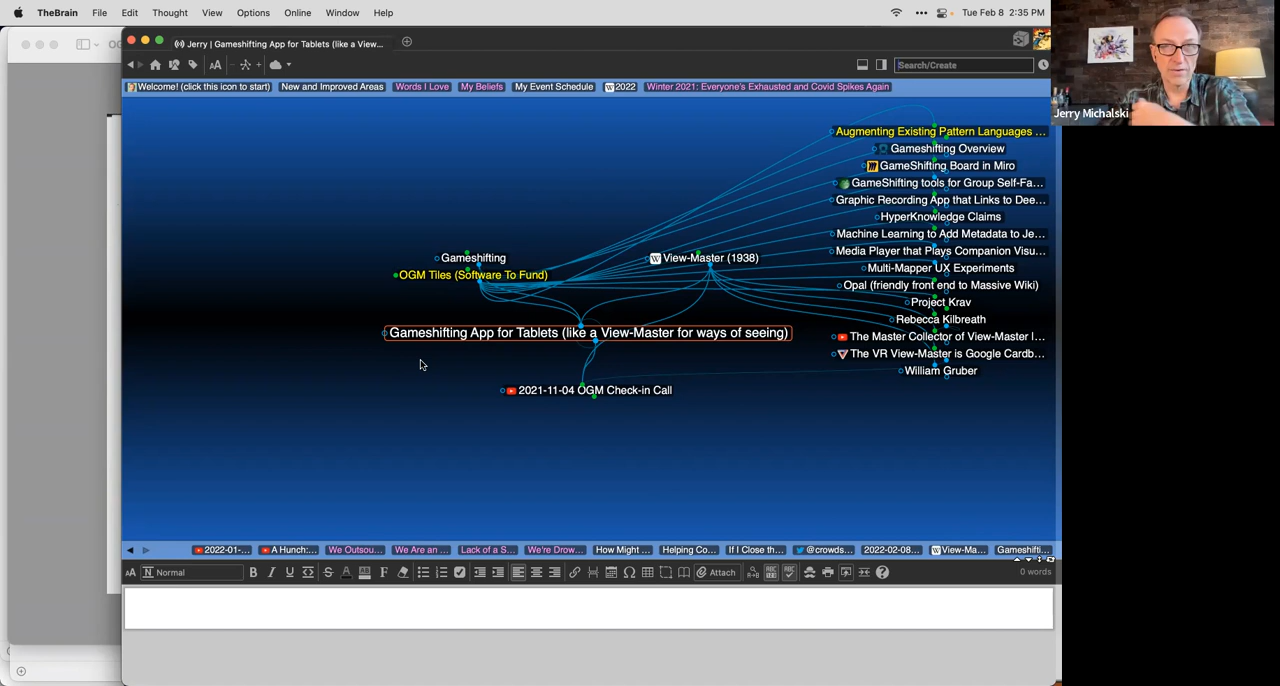 TheBrain File Edit Thought View Options Online Window Help Tue Feb 8 2:35 PM
Jerry | Gameshifting App for Tablets (like a View...
AA Search/Create
Welcome! (click this icon to start) New and Improved Areas Words I Love My Beliefs My Event Schedule W 2022 Winter 2021: Everyone's Exhausted and Covid Spikes Again
Jerry Michalski
Augmenting Existing Pattern Languages ...
Gameshifting Overview
GameShifting Board in Miro
GameShifting tools for Group Self-Fa...
Graphic Recording App that Links to Dee...
HyperKnowledge Claims
Machine Learning to Add Metadata to Je...
Media Player that Plays Companion Visu...
Gameshifting W View-Master (1938)
Multi-Mapper UX Experiments
OGM Tiles (Software To Fund)
Opal (friendly front end to Massive Wiki)
Project Krav
Rebecca Kilbreath
Gameshifting App for Tablets (like a View-Master for ways of seeing)
The Master Collector of View-Master I...
The VR View-Master is Google Cardb...
William Gruber
2021-11-04 OGM Check-in Call
2022-01-... A Hunch:... We Outsou... We Are an ... Lack of a S... We're Drow... How Might ... Helping Co... If I Close th... @crowds... 2022-02-08... W View-Ma... Gameshifti...
AA N Normal B I U S A F Attach 0 words